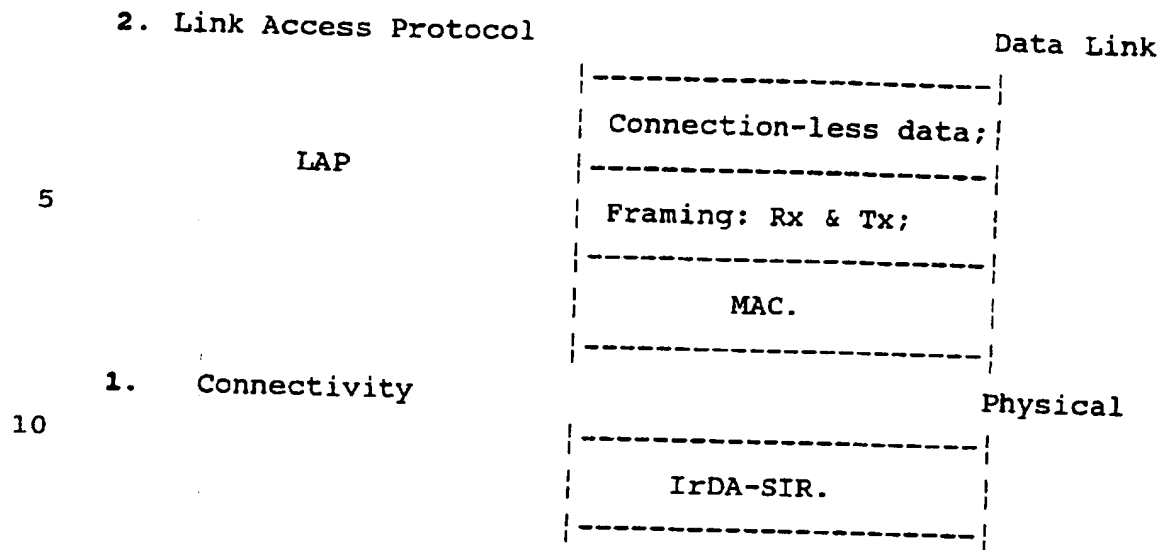 2. Link Access Protocol
Data Link
|----------------------|
| Connection-less data; |
LAP
|----------------------|
5
| Framing: Rx & Tx; |
|----------------------|
| MAC. |
|----------------------|
1. Connectivity
Physical
10
|----------------------|
| IrDA-SIR. |
|----------------------|